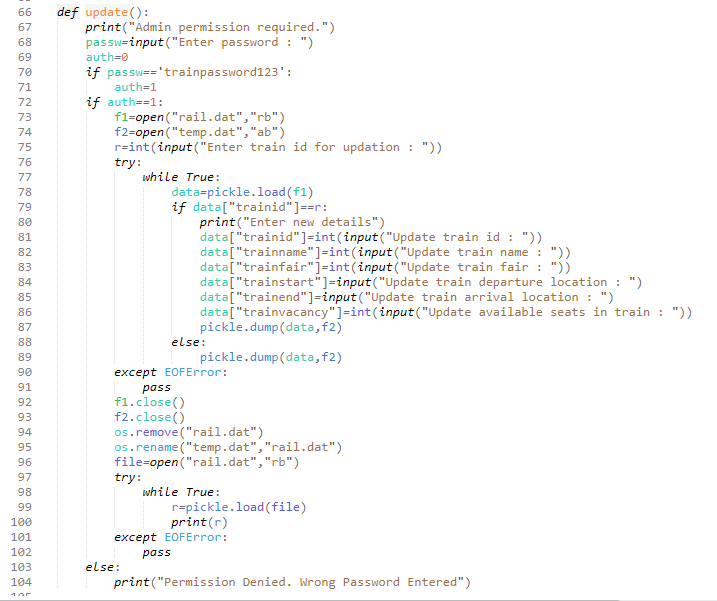 66 def update():
67 print("Admin permission required.")
68 passw=input("Enter password : ")
69 auth=0
70 if passw=='trainpassword123':
71 auth=1
72 if auth==1:
73 f1=open("rail.dat","rb")
74 f2=open("temp.dat","ab")
75 r=int(input("Enter train id for updation : "))
76 try:
77 while True:
78 data=pickle.load(f1)
79 if data["trainid"]==r:
80 print("Enter new details")
81 data["trainid"]=int(input("Update train id : "))
82 data["trainname"]=int(input("Update train name : "))
83 data["trainfair"]=int(input("Update train fair : "))
84 data["trainstart"]=input("Update train departure location : ")
85 data["trainend"]=input("Update train arrival location : ")
86 data["trainvacancy"]=int(input("Update available seats in train : "))
87 pickle.dump(data,f2)
88 else:
89 pickle.dump(data,f2)
90 except EOFError:
91 pass
92 f1.close()
93 f2.close()
94 os.remove("rail.dat")
95 os.rename("temp.dat","rail.dat")
96 file=open("rail.dat","rb")
97 try:
98 while True:
99 r=pickle.load(file)
100 print(r)
101 except EOFError:
102 pass
103 else:
104 print("Permission Denied. Wrong Password Entered")